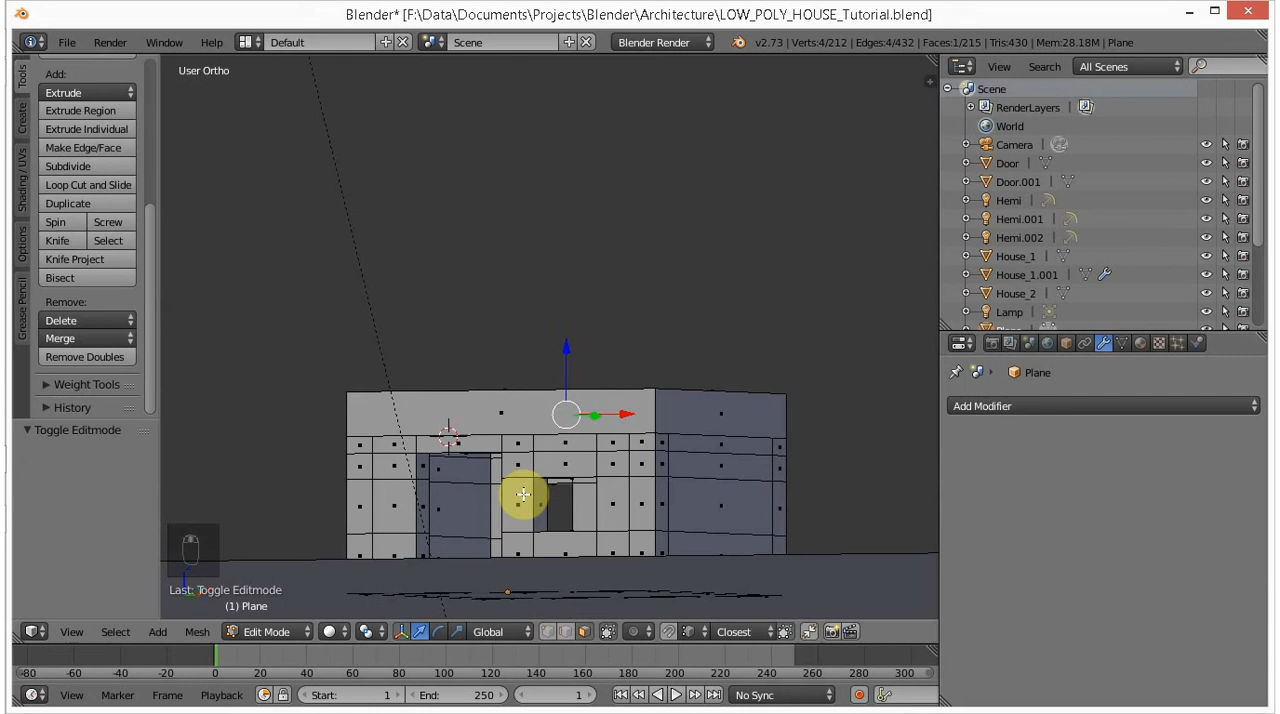 Blender* [F:\Data\Documents\Projects\Blender\Architecture\LOW_POLY_HOUSE_Tutorial.blend]
File Render Window Help Default Scene Blender Render v2.73 | Verts:4/212 | Edges:4/432 | Faces:1/215 | Tris:430 | Mem:28.18M | Plane
Tools
Create
Shading / UVs
Options
Grease Pencil
Add:
Extrude
Extrude Region
Extrude Individual
Make Edge/Face
Subdivide
Loop Cut and Slide
Duplicate
Spin Screw
Knife Select
Knife Project
Bisect
Remove:
Delete
Merge
Remove Doubles
Weight Tools
History
Toggle Editmode
User Ortho
Last: Toggle Editmode
(1) Plane
View Select Add Mesh Edit Mode Global Closest
-80 -60 -40 -20 0 20 40 60 80 100 120 140 160 180 200 220 240 260 280 300
View Marker Frame Playback Start: 1 End: 250 1 No Sync
View Search All Scenes
Scene
RenderLayers
World
Camera
Door
Door.001
Hemi
Hemi.001
Hemi.002
House_1
House_1.001
House_2
Lamp
Plane
Add Modifier